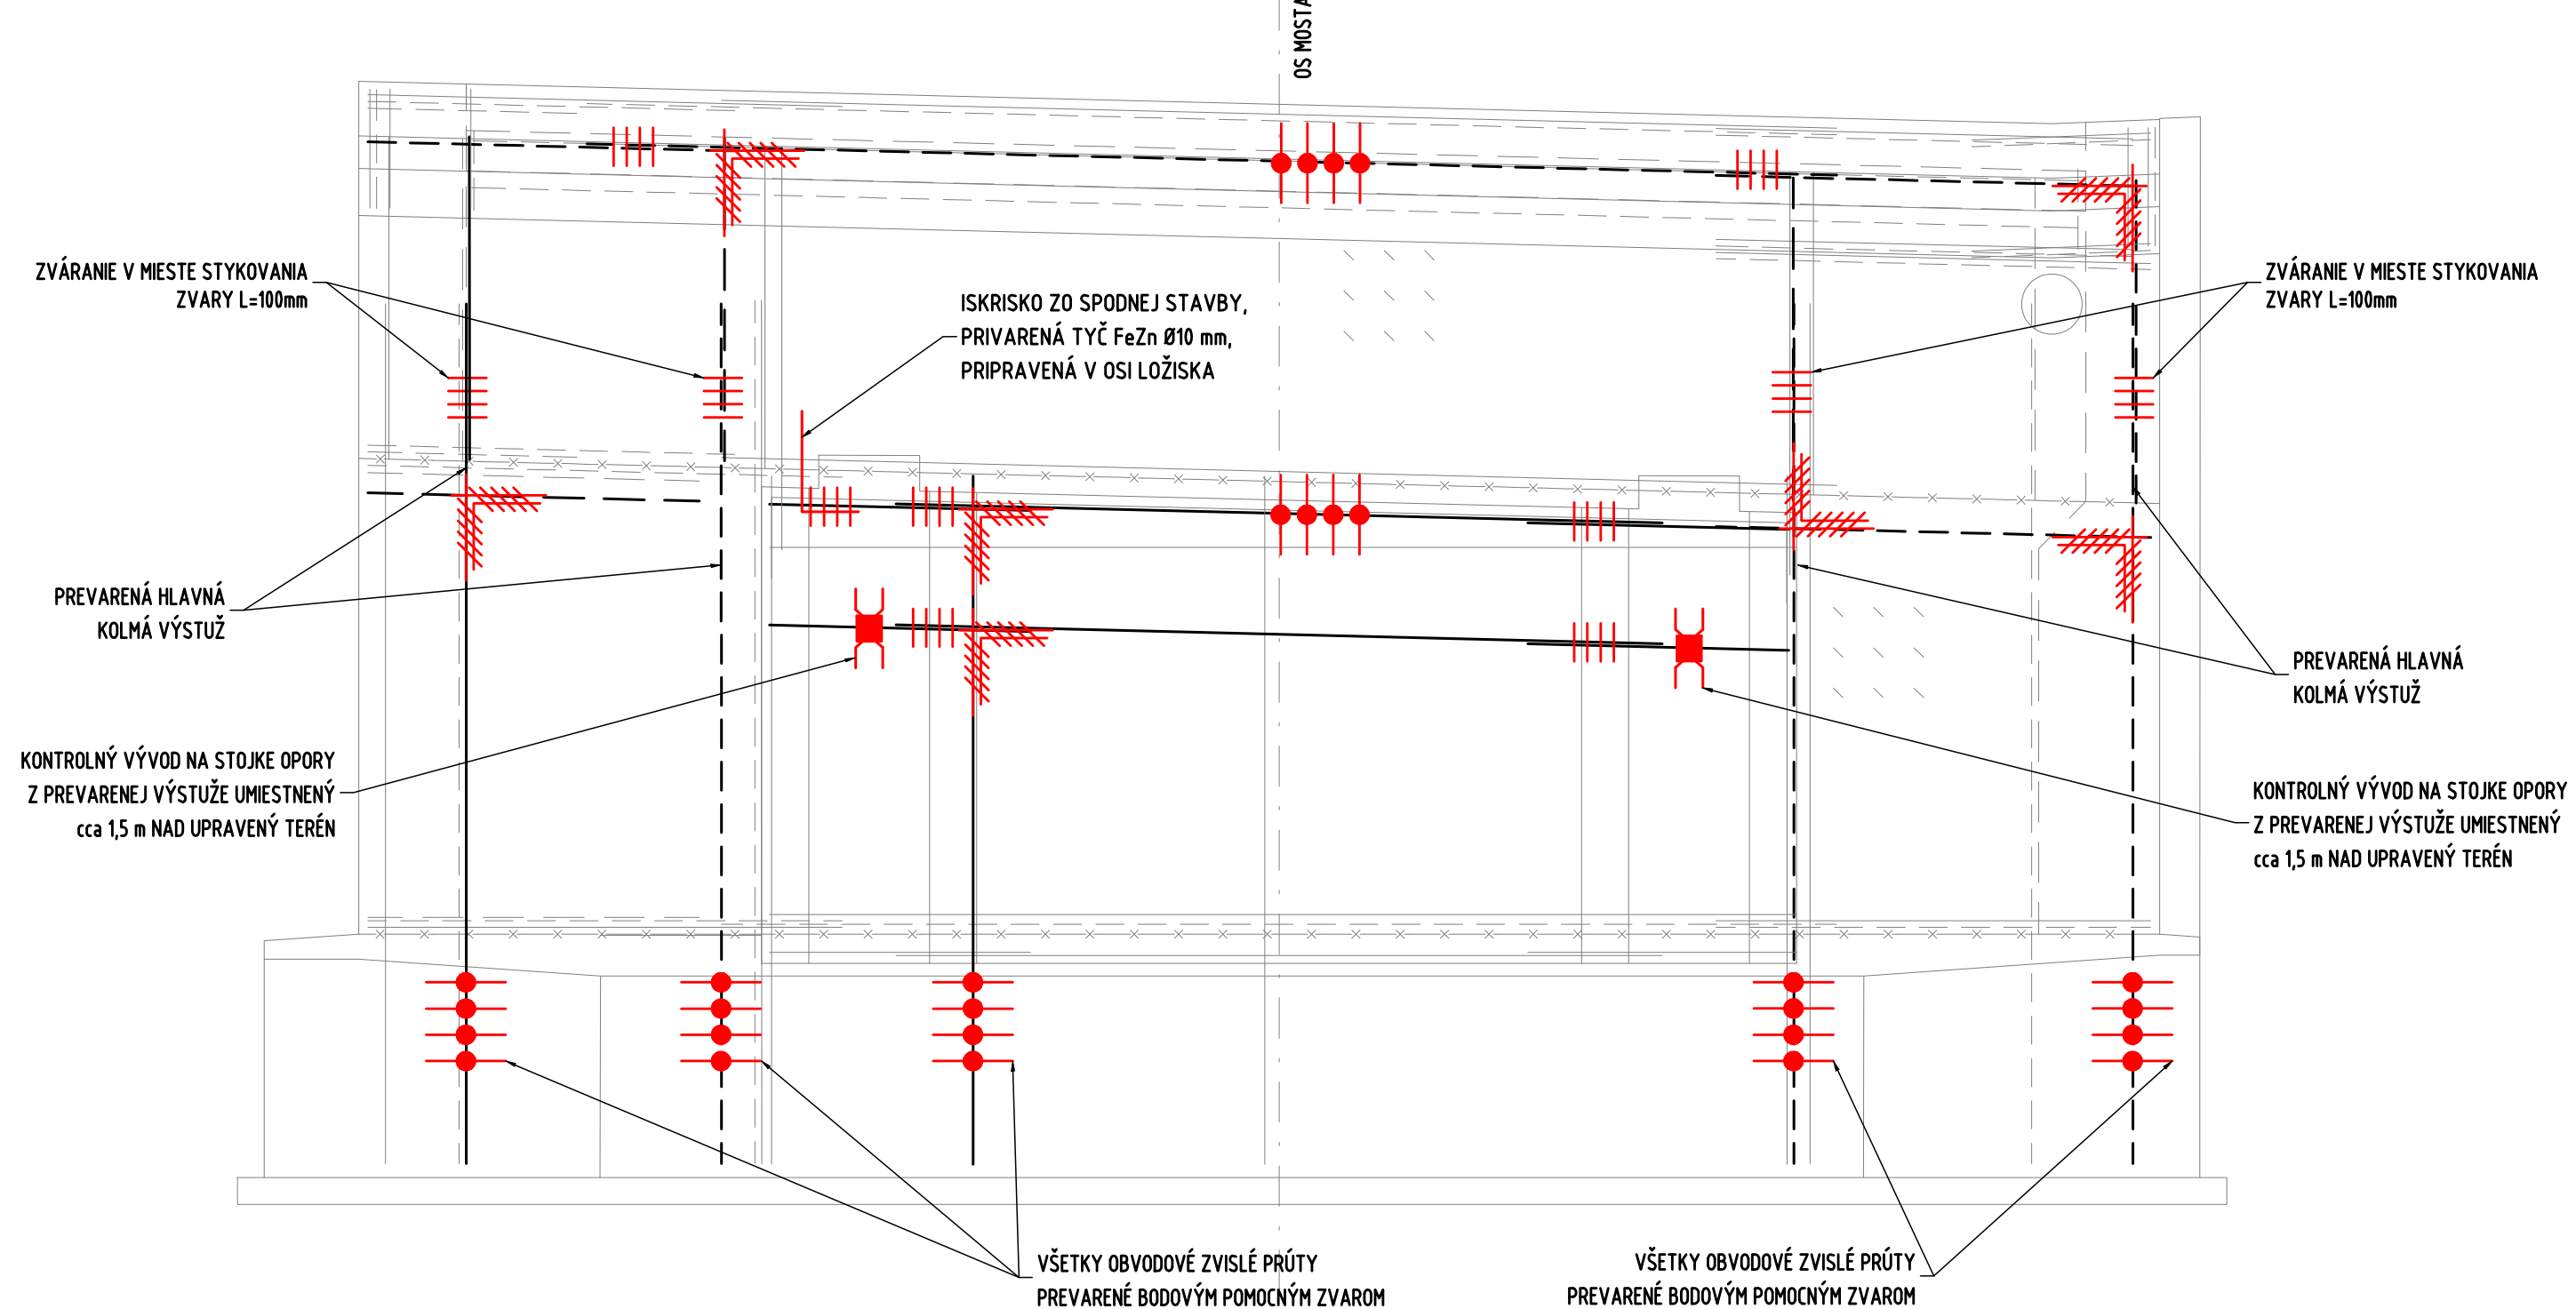 OS MOSTA
ZVÁRANIE V MIESTE STYKOVANIA
ZVARY L=100mm
ISKRISKO ZO SPODNEJ STAVBY,
PRIVARENÁ TYČ FeZn Ø10 mm,
PRIPRAVENÁ V OSI LOŽISKA
ZVÁRANIE V MIESTE STYKOVANIA
ZVARY L=100mm
PREVARENÁ HLAVNÁ
KOLMÁ VÝSTUŽ
PREVARENÁ HLAVNÁ
KOLMÁ VÝSTUŽ
KONTROLNÝ VÝVOD NA STOJKE OPORY
Z PREVARENEJ VÝSTUŽE UMIESTNENÝ
cca 1,5 m NAD UPRAVENÝ TERÉN
KONTROLNÝ VÝVOD NA STOJKE OPORY
Z PREVARENEJ VÝSTUŽE UMIESTNENÝ
cca 1,5 m NAD UPRAVENÝ TERÉN
VŠETKY OBVODOVÉ ZVISLÉ PRÚTY
PREVARENÉ BODOVÝM POMOCNÝM ZVAROM
VŠETKY OBVODOVÉ ZVISLÉ PRÚTY
PREVARENÉ BODOVÝM POMOCNÝM ZVAROM